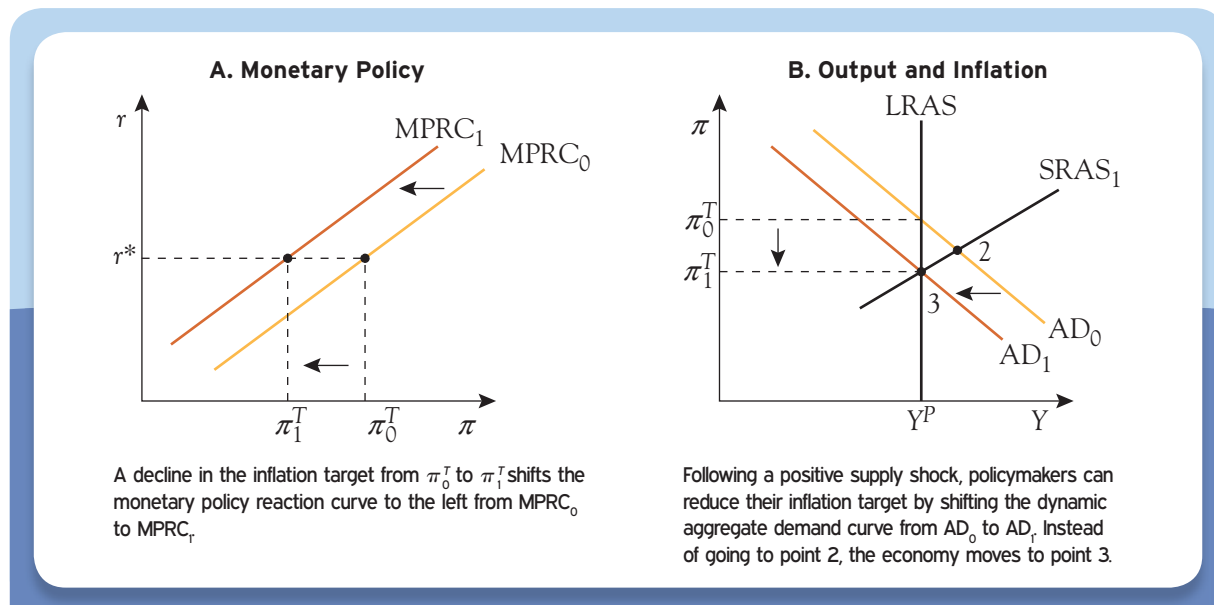 A. Monetary Policy
r
MPRC₁
MPRC₀
r*
π₁ᵀ
π₀ᵀ
π
A decline in the inflation target from π₀ᵀ to π₁ᵀ shifts the
monetary policy reaction curve to the left from MPRC₀
to MPRCᵣ
B. Output and Inflation
LRAS
π
SRAS₁
π₀ᵀ
2
π₁ᵀ
3
AD₀
AD₁
Yᴾ
Y
Following a positive supply shock, policymakers can
reduce their inflation target by shifting the dynamic
aggregate demand curve from AD₀ to ADᵣ Instead
of going to point 2, the economy moves to point 3.